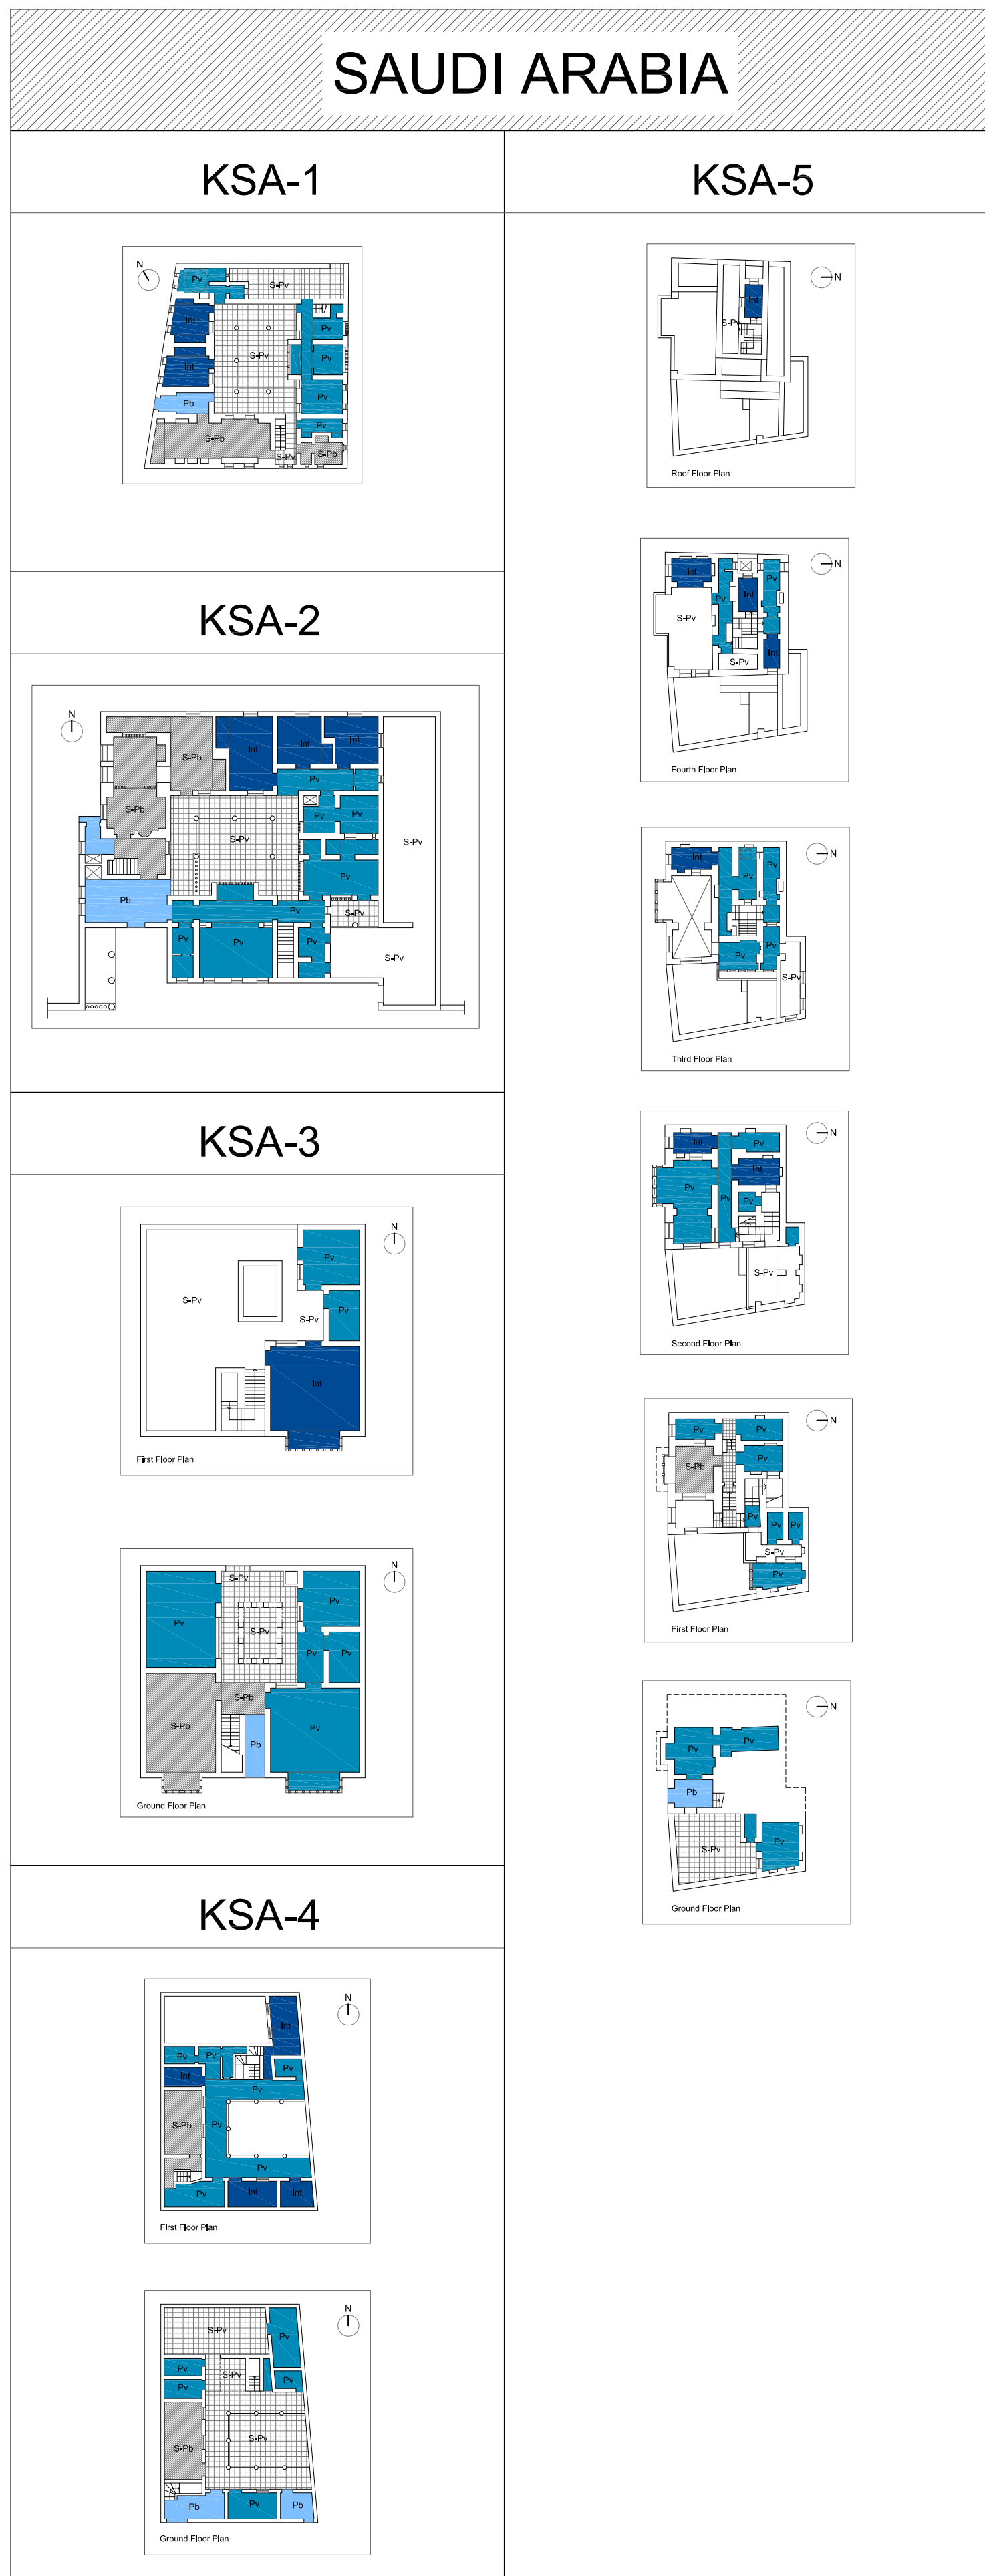 SAUDI ARABIA
KSA-1
N
Pv
S-Pv
Int
Pv
S-Pv
Pv
Int
Pv
Pb
Pv
S-Pb
S-Pv
S-Pb
KSA-2
N
S-Pb
Int
Int
Int
Pv
S-Pb
Pv
Pv
S-Pv
S-Pv
Pv
Pb
Pv
S-Pv
Pv
Pv
Pv
S-Pv
KSA-3
N
Pv
S-Pv
S-Pv
Pv
Int
First Floor Plan
N
S-Pv
Pv
Pv
S-Pv
Pv
Pv
S-Pb
S-Pb
Pv
Pb
Ground Floor Plan
KSA-4
N
Int
Pv
Pv
Pv
Int
Pv
S-Pb
Pv
Pv
Pv
Int
Int
First Floor Plan
N
S-Pv
Pv
Pv
S-Pv
Pv
Pv
S-Pv
S-Pb
Pb
Pv
Pb
Ground Floor Plan
KSA-5
N
Int
S-Pv
Roof Floor Plan
N
Int
Pv
Int
Pv
S-Pv
Int
S-Pv
Fourth Floor Plan
N
Int
Pv
Pv
Pv
Pv
S-Pv
Third Floor Plan
N
Int
Pv
Int
Pv
Pv
Pv
S-Pv
Second Floor Plan
N
Pv
Pv
S-Pb
Pv
Pv
Pv
Pv
S-Pv
Pv
First Floor Plan
N
Pv
Pv
Pb
S-Pv
Pv
Ground Floor Plan